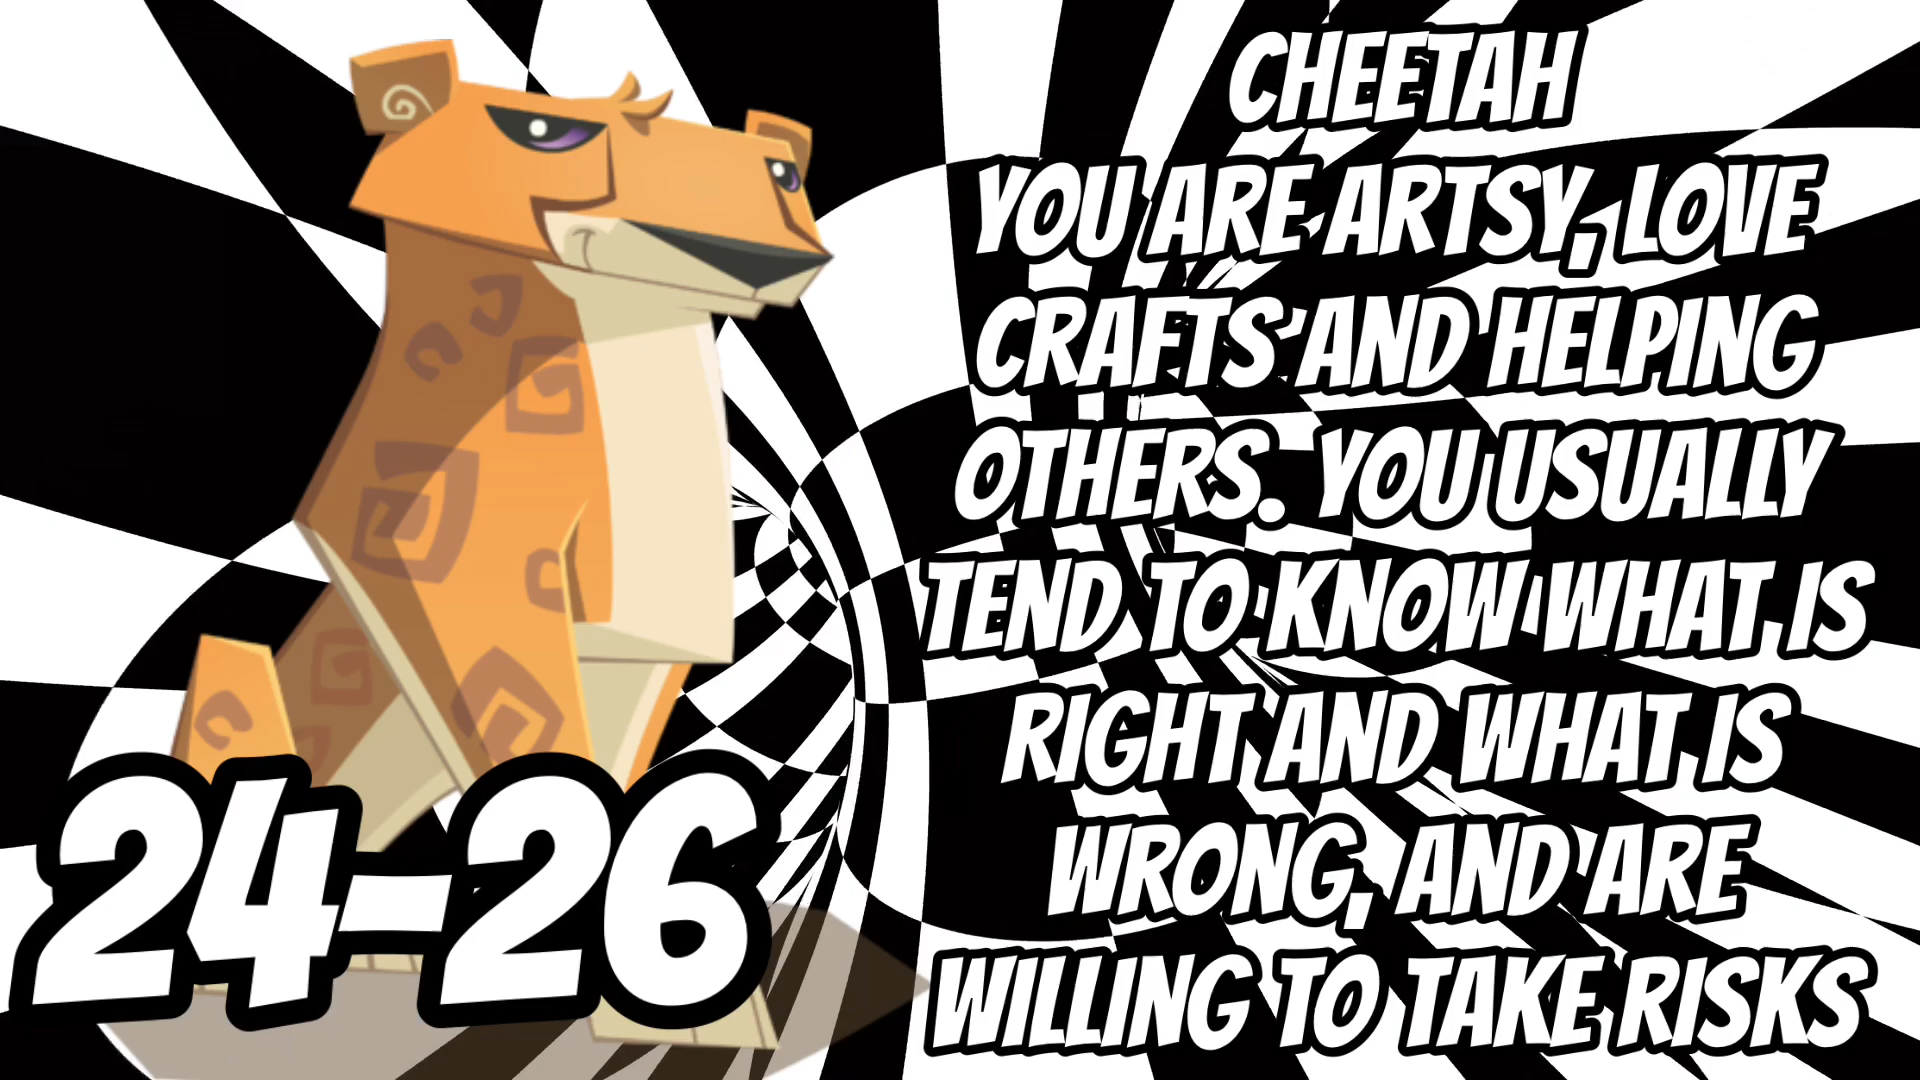 CHEETAH
YOU ARE ARTSY, LOVE
CRAFTS AND HELPING
OTHERS. YOU USUALLY
TEND TO KNOW WHAT IS
RIGHT AND WHAT IS
WRONG, AND ARE
WILLING TO TAKE RISKS
24-26